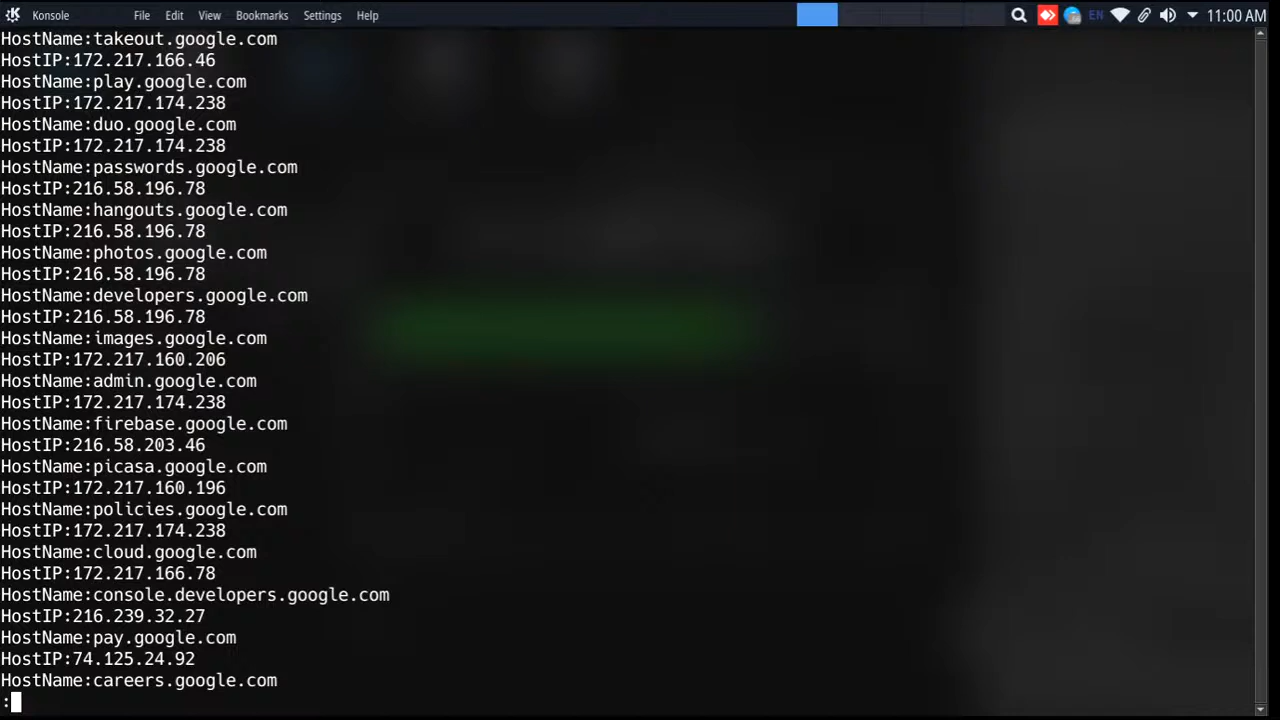 Konsole File Edit View Bookmarks Settings Help EN 11:00 AM
HostName:takeout.google.com
HostIP:172.217.166.46
HostName:play.google.com
HostIP:172.217.174.238
HostName:duo.google.com
HostIP:172.217.174.238
HostName:passwords.google.com
HostIP:216.58.196.78
HostName:hangouts.google.com
HostIP:216.58.196.78
HostName:photos.google.com
HostIP:216.58.196.78
HostName:developers.google.com
HostIP:216.58.196.78
HostName:images.google.com
HostIP:172.217.160.206
HostName:admin.google.com
HostIP:172.217.174.238
HostName:firebase.google.com
HostIP:216.58.203.46
HostName:picasa.google.com
HostIP:172.217.160.196
HostName:policies.google.com
HostIP:172.217.174.238
HostName:cloud.google.com
HostIP:172.217.166.78
HostName:console.developers.google.com
HostIP:216.239.32.27
HostName:pay.google.com
HostIP:74.125.24.92
HostName:careers.google.com
: